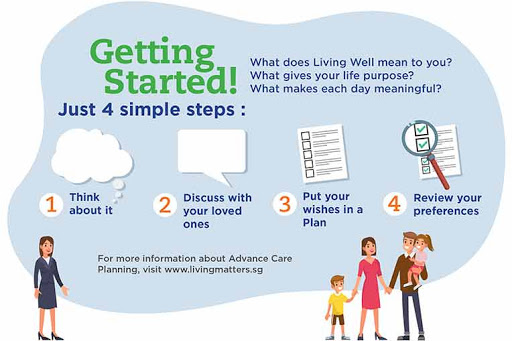 Getting
Started!
What does Living Well mean to you?
What gives your life purpose?
What makes each day meaningful?
Just 4 simple steps :
1 Think
about it
2 Discuss with
your loved
ones
3 Put your
wishes in a
Plan
4 Review your
preferences
For more information about Advance Care
Planning, visit www.livingmatters.sg